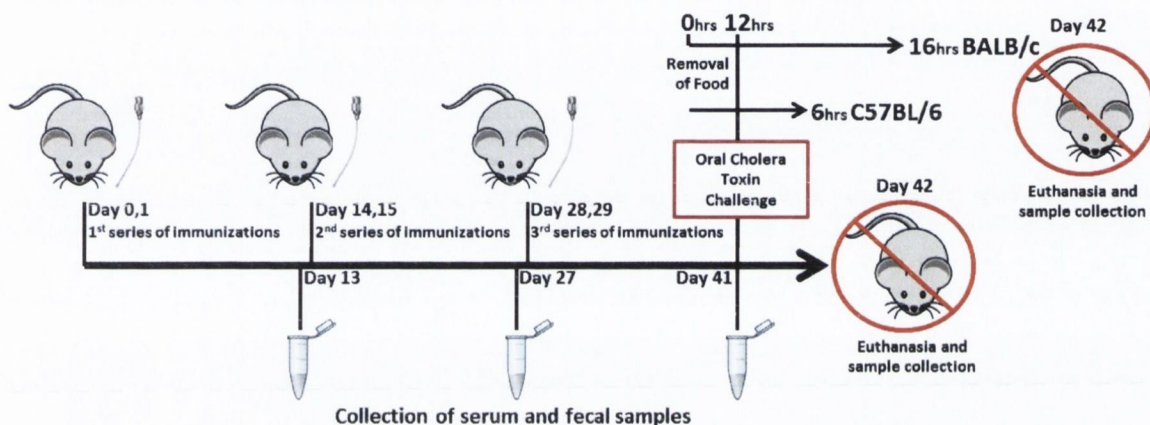 0hrs 12hrs
Day 42
16hrs BALB/c
Removal
of Food
6hrs C57BL/6
Oral Cholera
Toxin
Challenge
Euthanasia and
sample collection
Day 42
Day 0,1
1st series of immunizations
Day 14,15
2nd series of immunizations
Day 28,29
3rd series of immunizations
Day 13
Day 27
Day 41
Euthanasia and
sample collection
Collection of serum and fecal samples